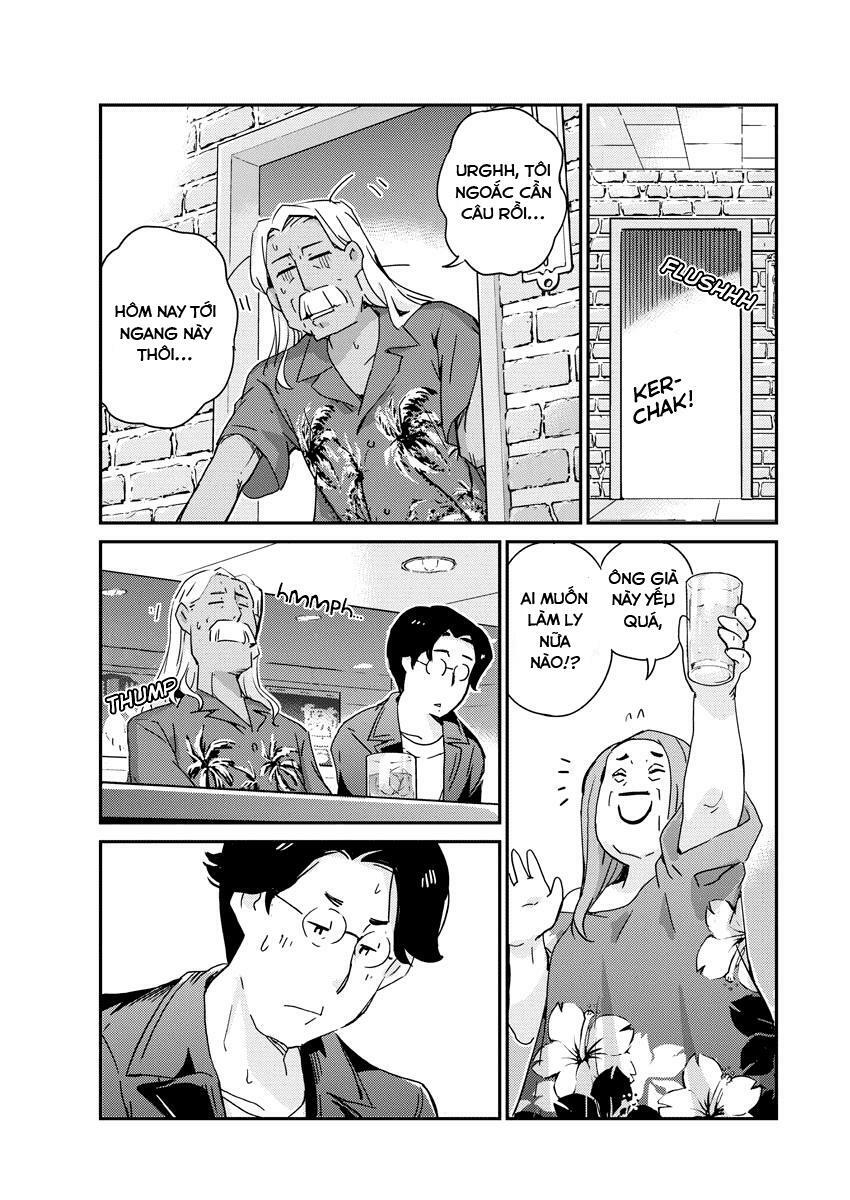 FLUSHHH
KER-
CHAK!
URGHH, TÔI
NGOẮC CẦN
CÂU RỒI...
HÔM NAY TỚI
NGANG NÀY
THÔI...
ÔNG GIÀ
NÀY YẾU
QUÁ,
AI MUỐN
LÀM LY
NỮA
NÀO!?
HMMPH...
THUMP